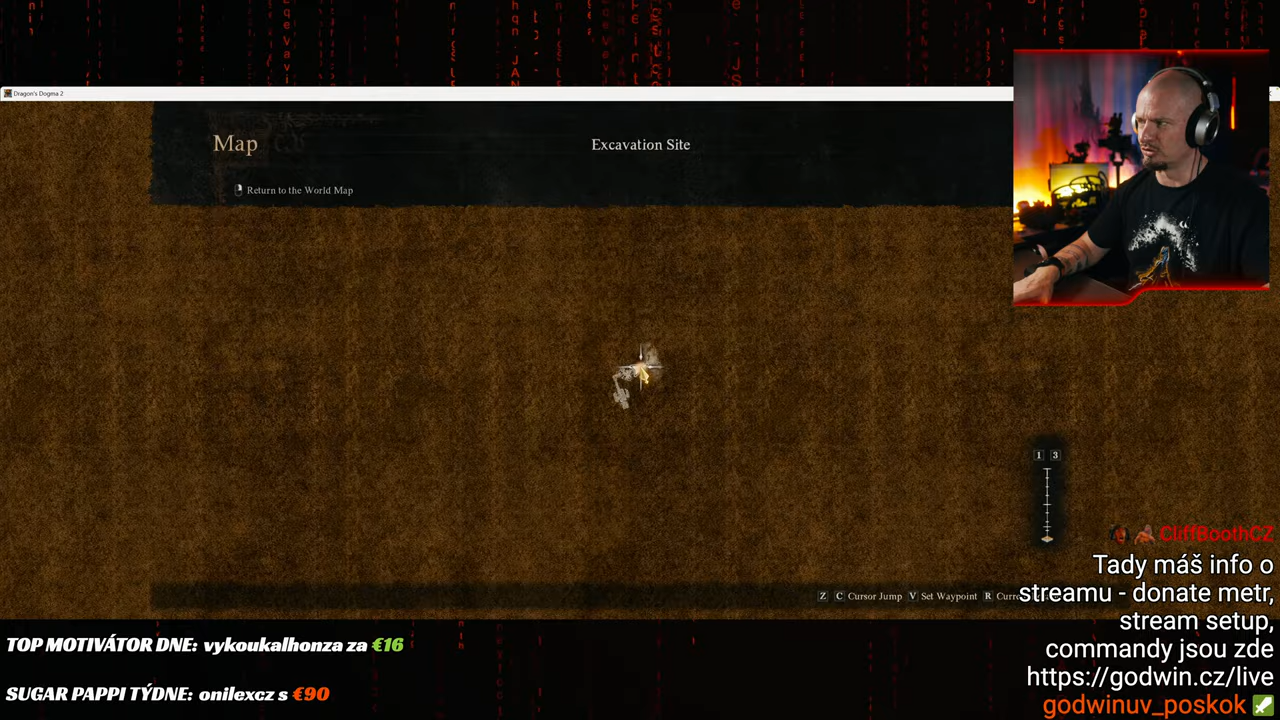 Dragon's Dogma 2
Map
Excavation Site
Return to the World Map
1 3
Z C Cursor Jump V Set Waypoint R
CliffBoothCZ
Tady máš info o
streamu - donate metr,
stream setup,
commandy jsou zde
https://godwin.cz/live
godwinuv_poskok
TOP MOTIVÁTOR DNE: vykoukalhonza za €16
SUGAR PAPPI TÝDNE: onilexcz s €90